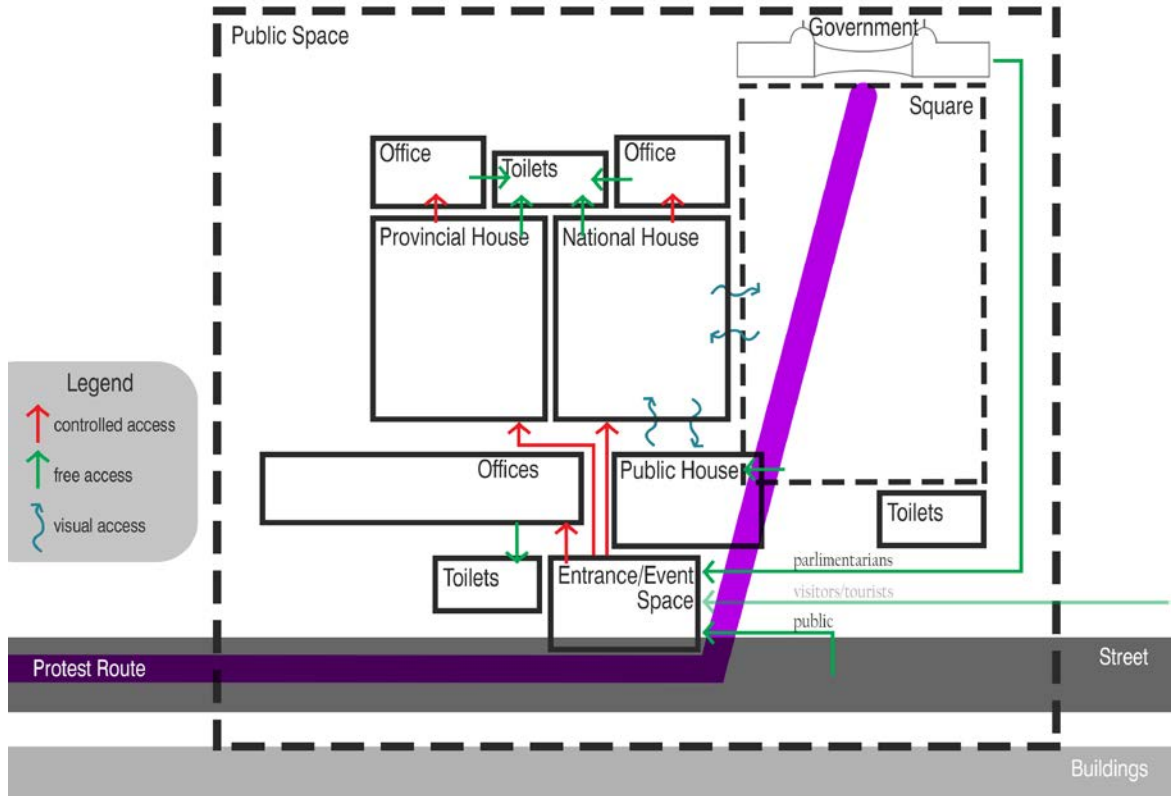 Government
Public Space
Square
Office
Toilets
Office
Provincial House
National House
Legend
controlled access
free access
visual access
Offices
Public House
Toilets
Toilets
Entrance/Event
Space
parlimentarians
visitors/tourists
public
Protest Route
Street
Buildings